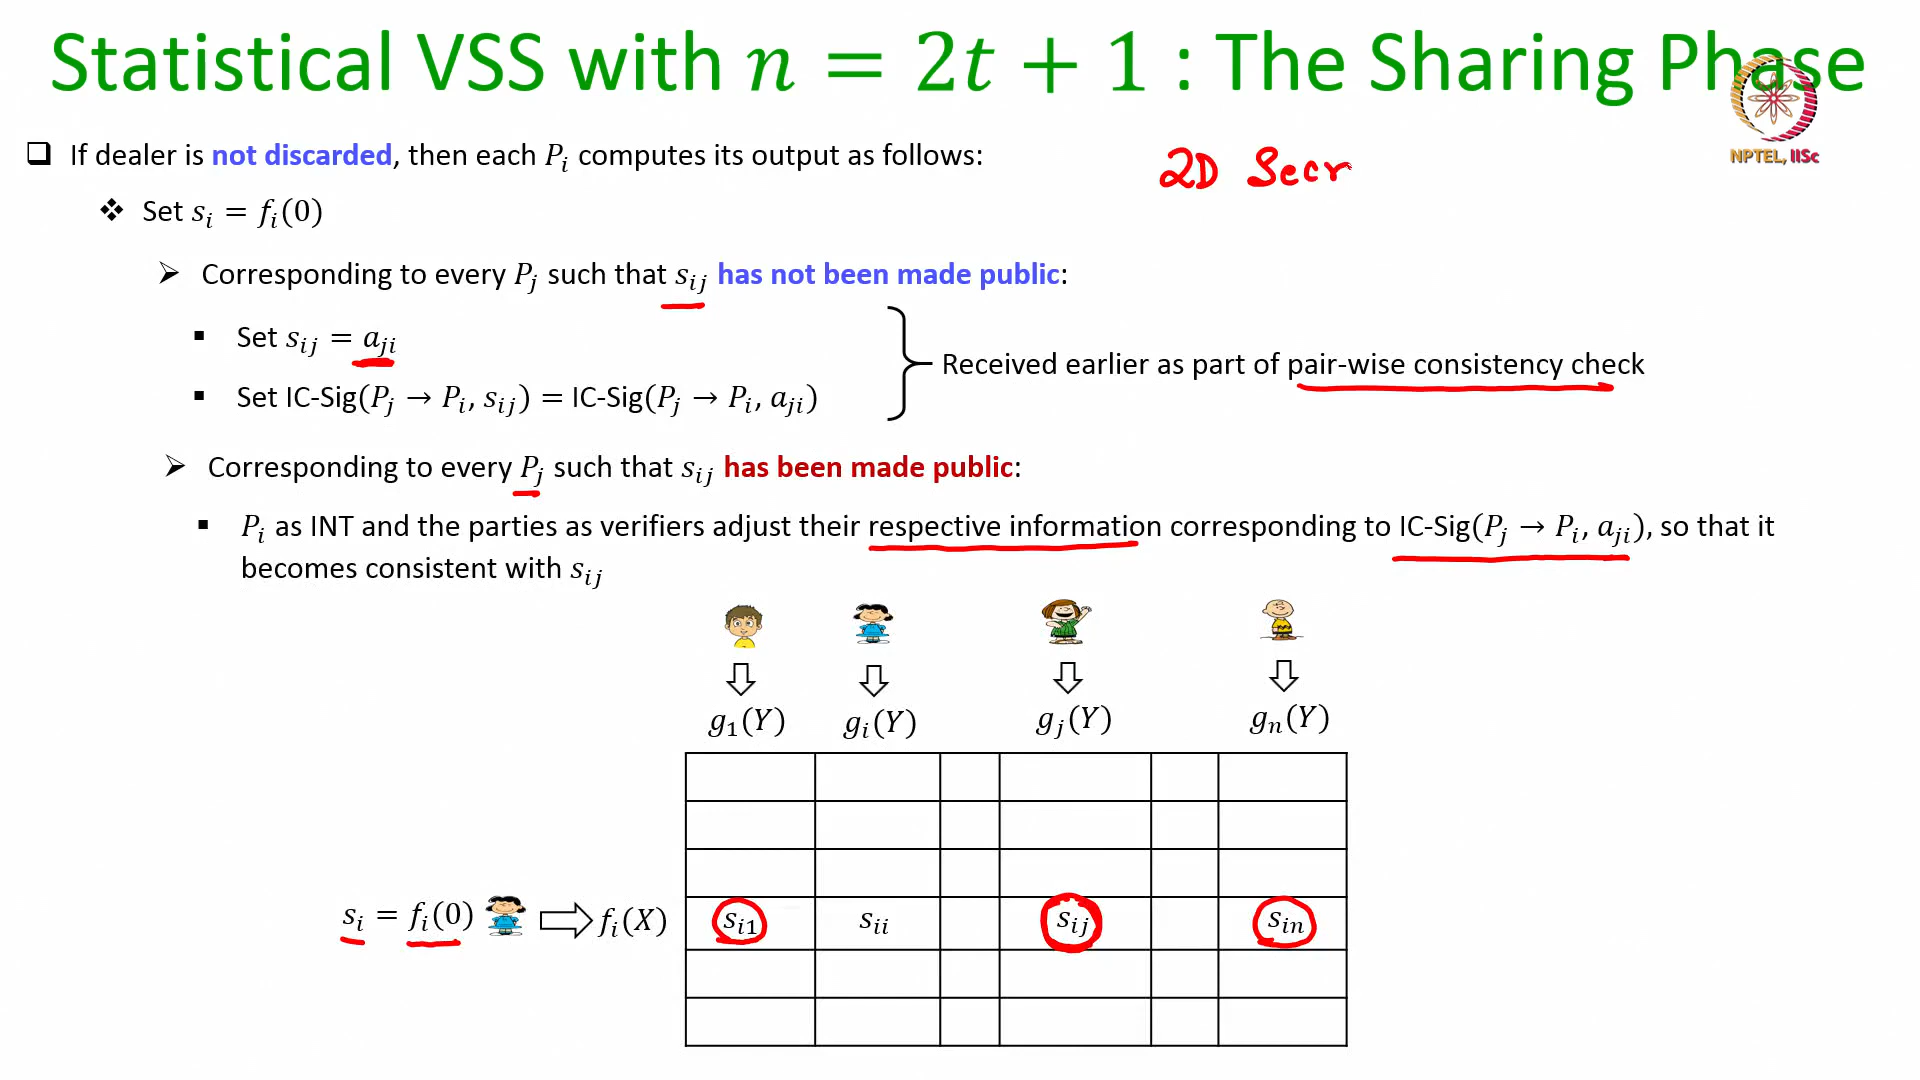 Statistical VSS with n = 2t + 1 : The Sharing Phase
NPTEL, IISc
If dealer is not discarded, then each P_i computes its output as follows:
2D Secr
Set s_i = f_i(0)
Corresponding to every P_j such that s_ij has not been made public:
Set s_ij = a_ji
Received earlier as part of pair-wise consistency check
Set IC-Sig(P_j → P_i, s_ij) = IC-Sig(P_j → P_i, a_ji)
Corresponding to every P_j such that s_ij has been made public:
P_i as INT and the parties as verifiers adjust their respective information corresponding to IC-Sig(P_j → P_i, a_ji), so that it
becomes consistent with s_ij
g_1(Y) g_i(Y) g_j(Y) g_n(Y)
s_i = f_i(0) f_i(X) s_i1 s_ii s_ij s_in